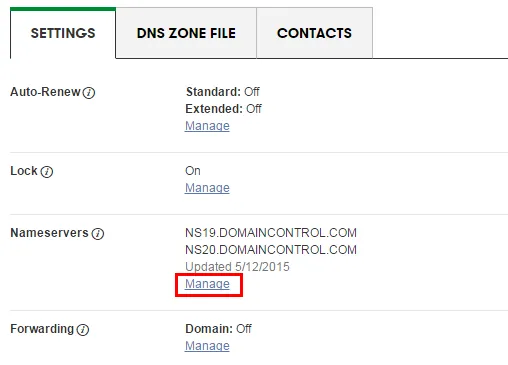 SETTINGS DNS ZONE FILE CONTACTS
Auto-Renew Standard: Off
Extended: Off
Manage
Lock On
Manage
Nameservers NS19.DOMAINCONTROL.COM
NS20.DOMAINCONTROL.COM
Updated 5/12/2015
Manage
Forwarding Domain: Off
Manage